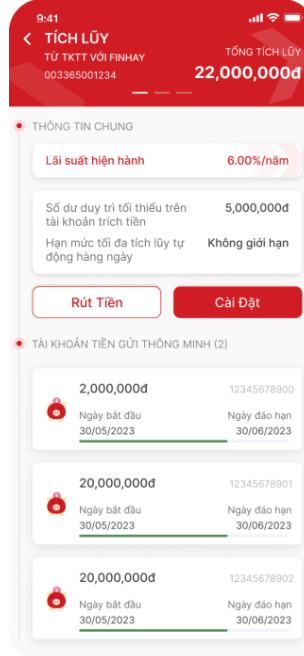 9:41
TÍCH LŨY
TỪ TKTT VỚI FINHAY
003365001234
TỔNG TÍCH LŨY
22,000,000đ
THÔNG TIN CHUNG
Lãi suất hiện hành 6.00%/năm
Số dư duy trì tối thiểu trên 5,000,000đ
tài khoản trích tiền
Hạn mức tối đa tích lũy tự Không giới hạn
động hàng ngày
Rút Tiền Cài Đặt
TÀI KHOẢN TIỀN GỬI THÔNG MINH (2)
2,000,000đ 12345678900
Ngày bắt đầu Ngày đáo hạn
30/05/2023 30/06/2023
20,000,000đ 12345678901
Ngày bắt đầu Ngày đáo hạn
30/05/2023 30/06/2023
20,000,000đ 12345678902
Ngày bắt đầu Ngày đáo hạn
30/05/2023 30/06/2023